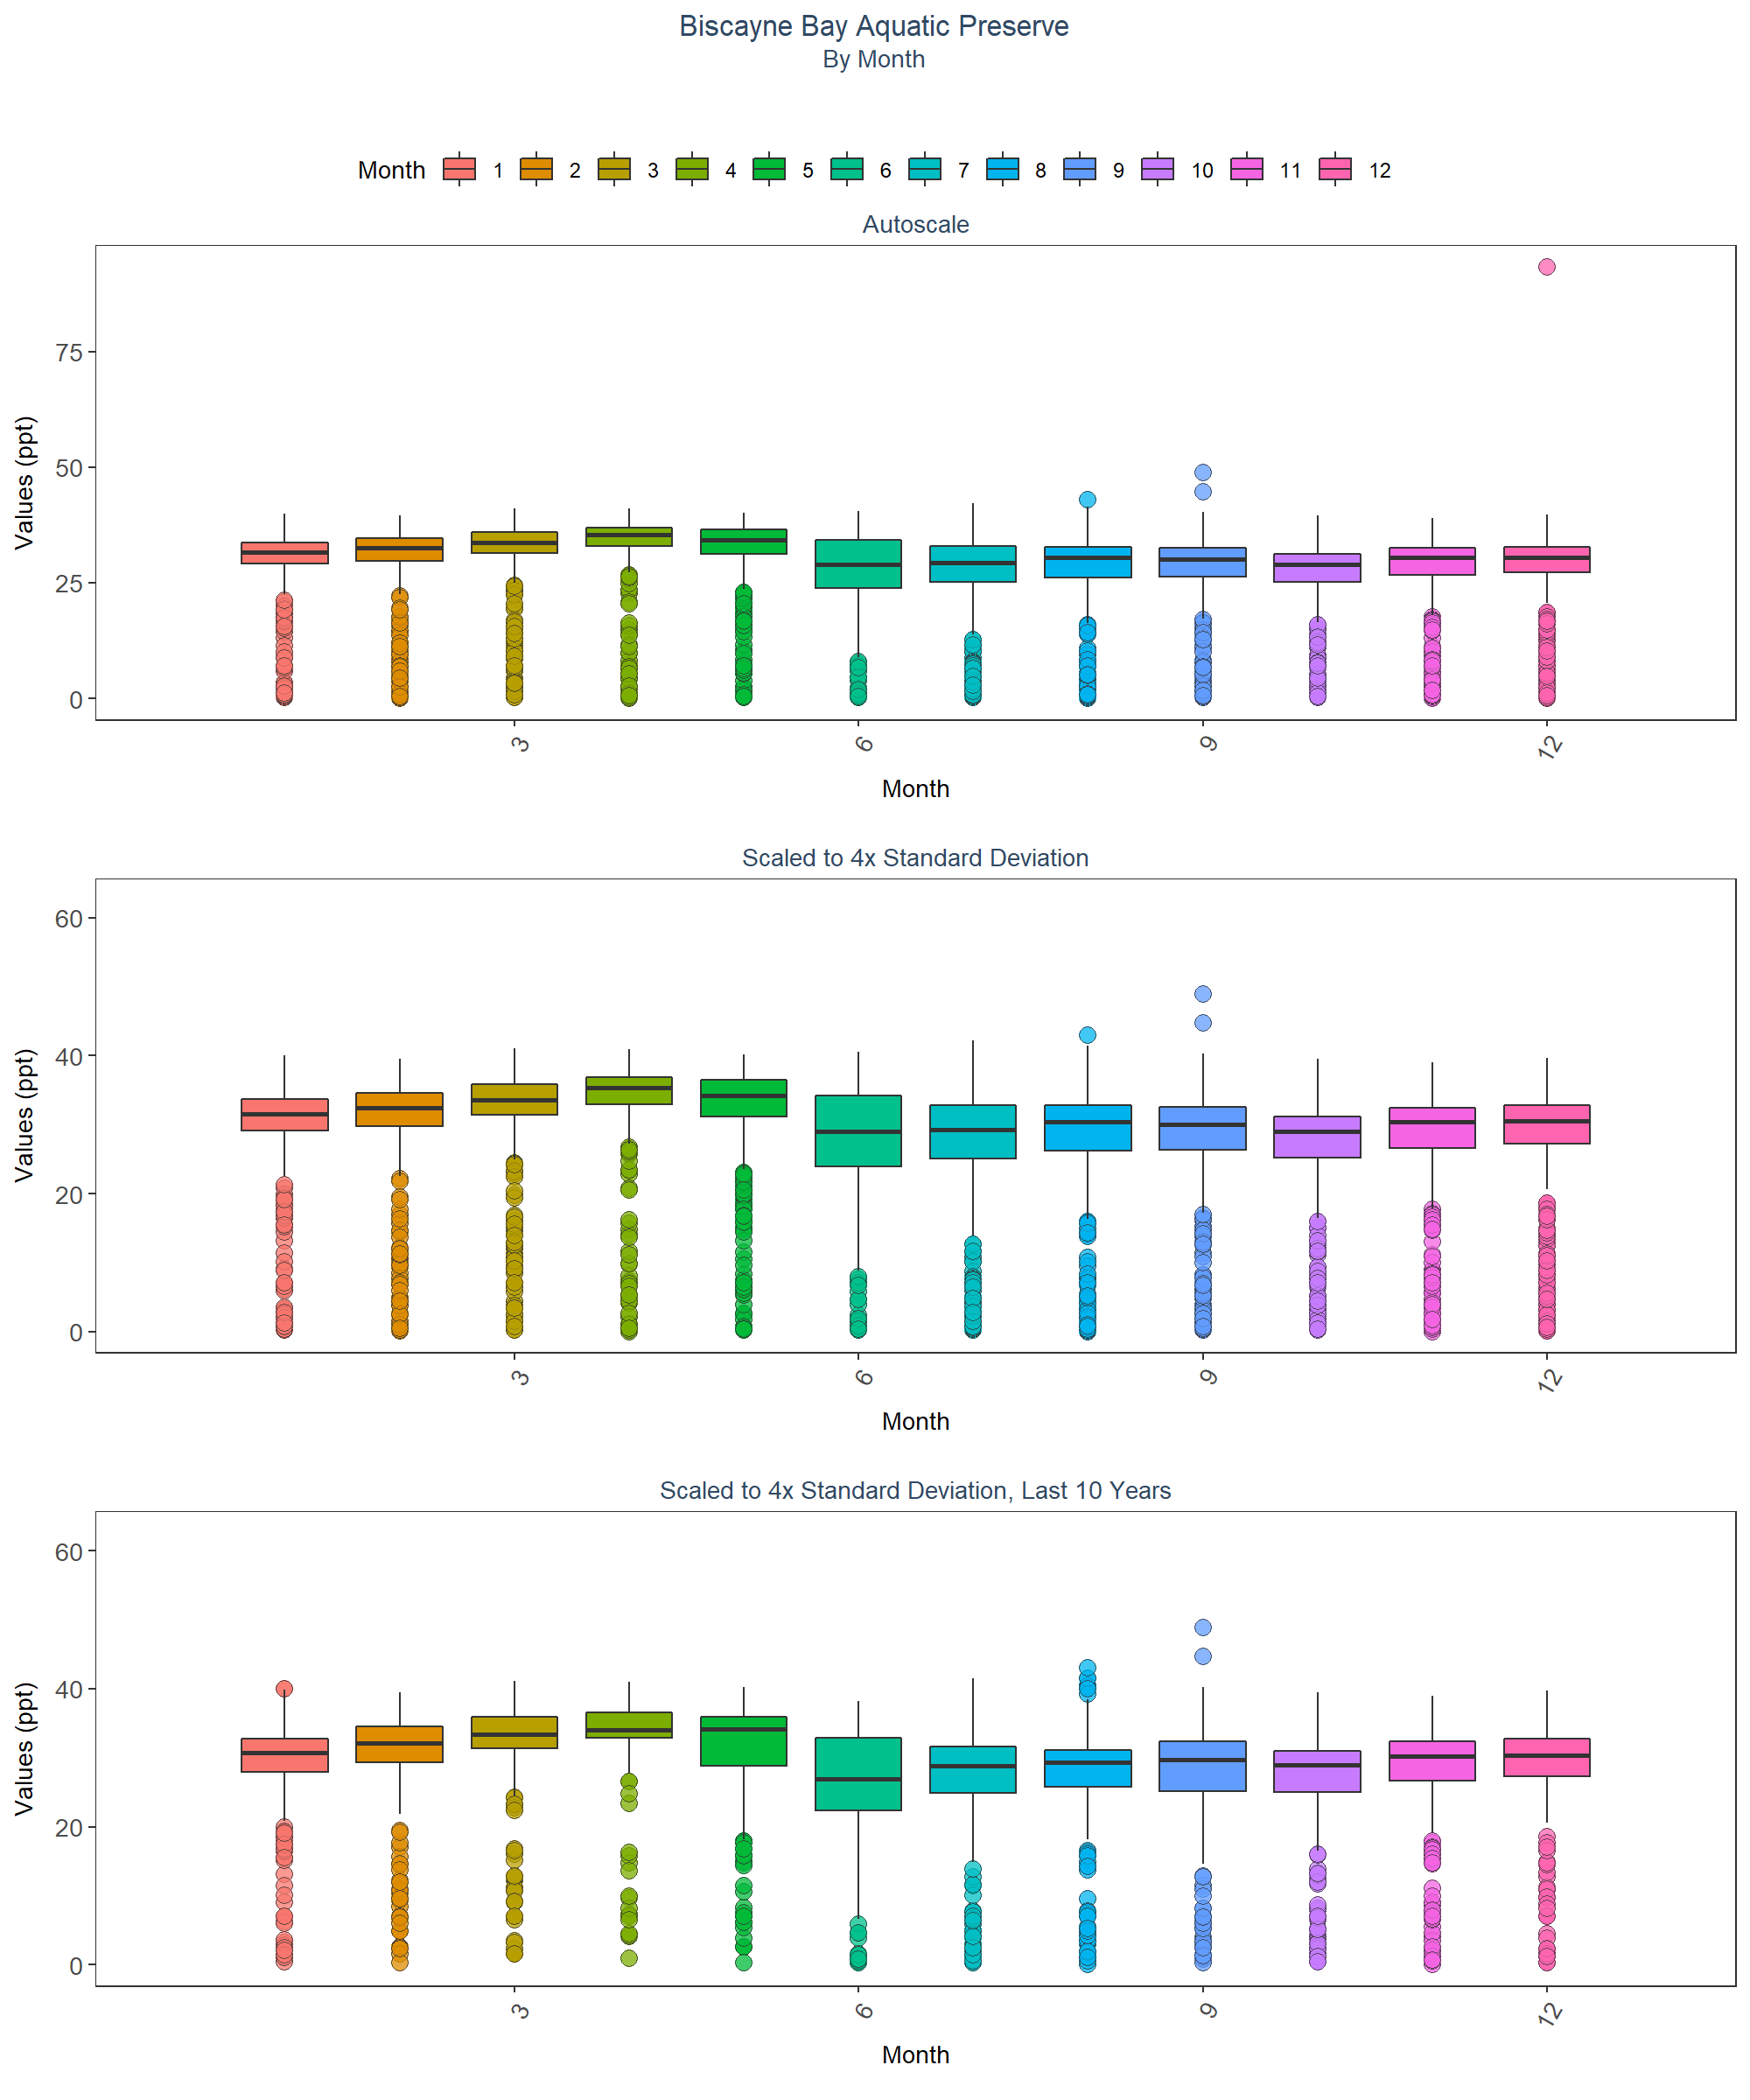 Biscayne Bay Aquatic Preserve
By Month
Month 1 2 3 4 5 6 7 8 9 10 11 12
Autoscale
Values (ppt)
75
50
25
0
3 6 9 12
Month
Scaled to 4x Standard Deviation
Values (ppt)
60
40
20
0
3 6 9 12
Month
Scaled to 4x Standard Deviation, Last 10 Years
Values (ppt)
60
40
20
0
3 6 9 12
Month